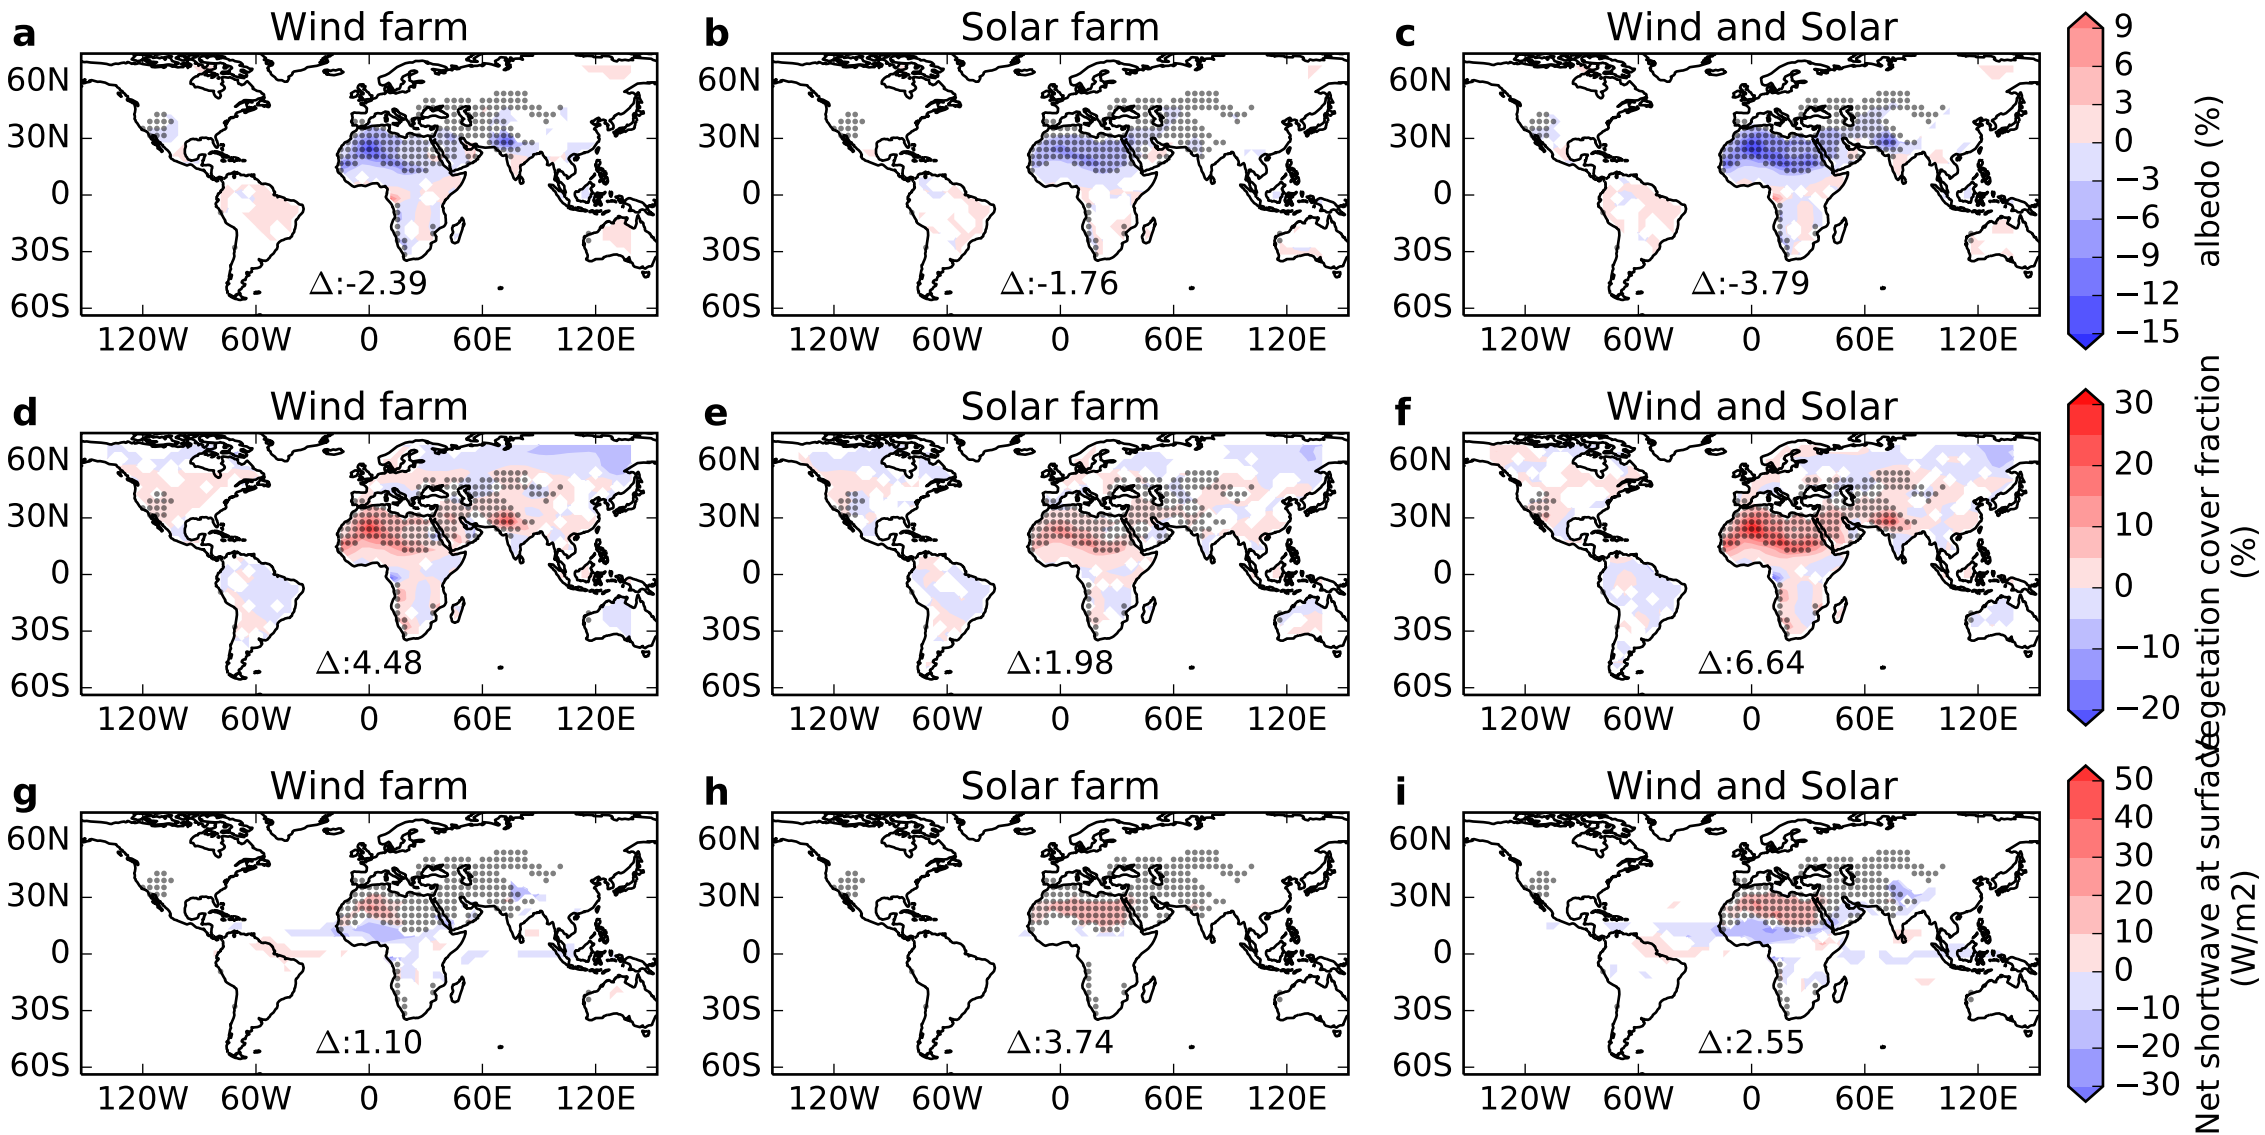 a Wind farm
60N
30N
0
30S
60S
Δ:-2.39
120W 60W 0 60E 120E
b Solar farm
60N
30N
0
30S
60S
Δ:-1.76
120W 60W 0 60E 120E
c Wind and Solar
60N
30N
0
30S
60S
Δ:-3.79
120W 60W 0 60E 120E
9
6
3
0
−3
−6
−9
−12
−15
albedo (%)
d Wind farm
60N
30N
0
30S
60S
Δ:4.48
120W 60W 0 60E 120E
e Solar farm
60N
30N
0
30S
60S
Δ:1.98
120W 60W 0 60E 120E
f Wind and Solar
60N
30N
0
30S
60S
Δ:6.64
120W 60W 0 60E 120E
30
20
10
0
−10
−20
vegetation cover fraction
(%)
g Wind farm
60N
30N
0
30S
60S
Δ:1.10
120W 60W 0 60E 120E
h Solar farm
60N
30N
0
30S
60S
Δ:3.74
120W 60W 0 60E 120E
i Wind and Solar
60N
30N
0
30S
60S
Δ:2.55
120W 60W 0 60E 120E
50
40
30
20
10
0
−10
−20
−30
Net shortwave at surface
(W/m2)